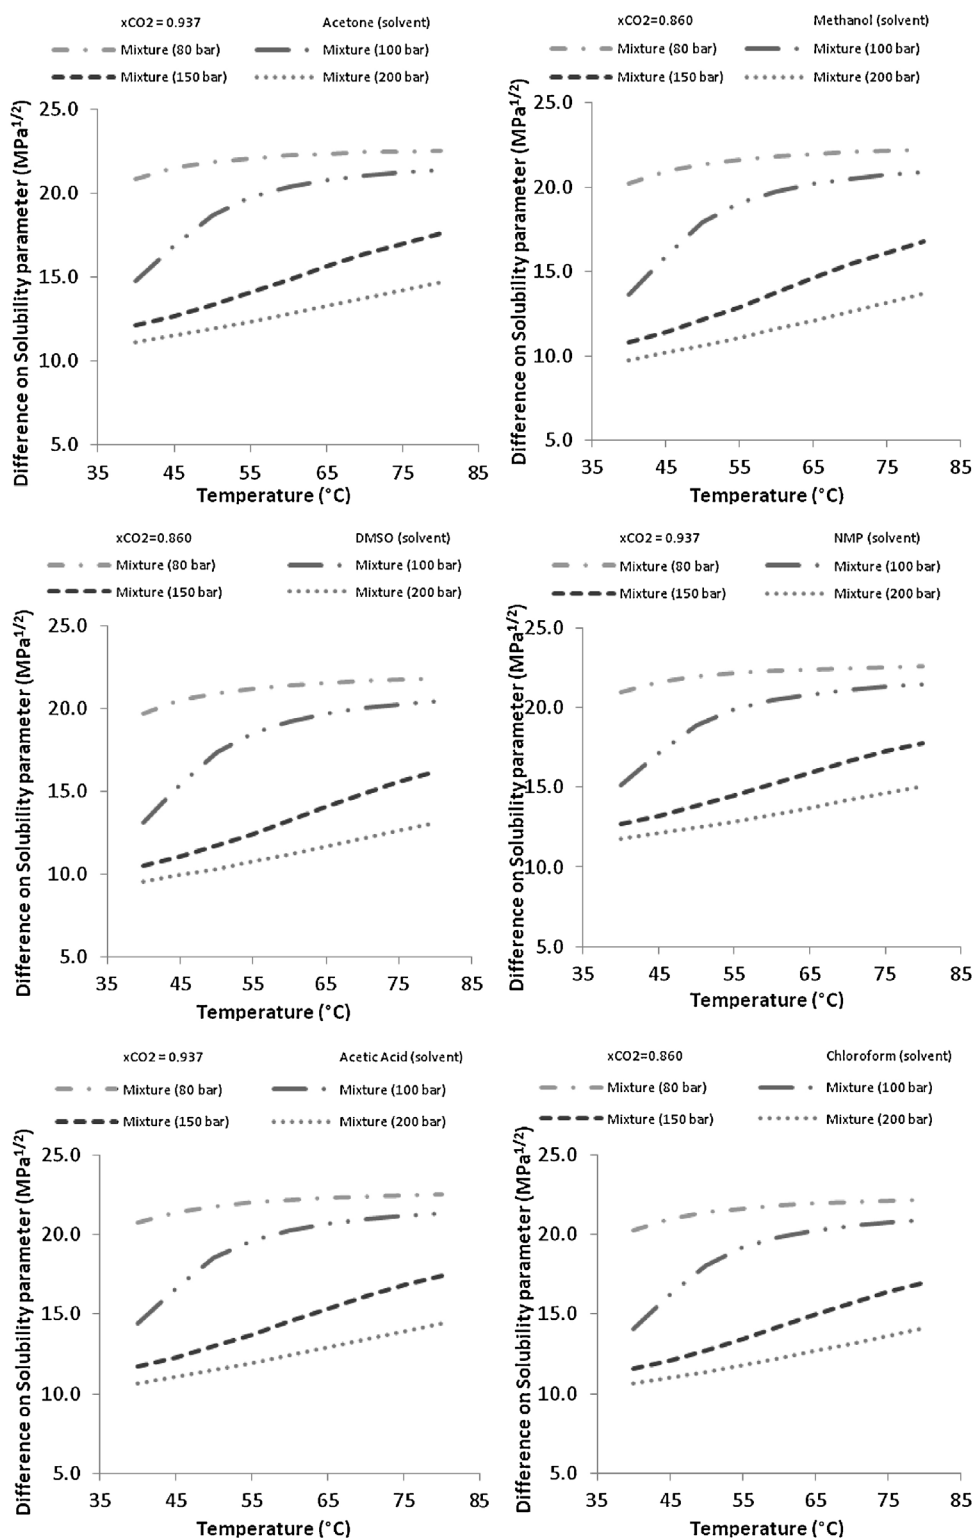 xCO2 = 0.937 Acetone (solvent)
Mixture (80 bar) Mixture (100 bar)
Mixture (150 bar) Mixture (200 bar)
Difference on Solubility parameter (MPa1/2)
25.0
20.0
15.0
10.0
5.0
35 45 55 65 75 85
Temperature (°C)
xCO2=0.860 Methanol (solvent)
Mixture (80 bar) Mixture (100 bar)
Mixture (150 bar) Mixture (200 bar)
Difference on Solubility parameter (MPa1/2)
25.0
20.0
15.0
10.0
5.0
35 45 55 65 75 85
Temperature (°C)
xCO2=0.860 DMSO (solvent)
Mixture (80 bar) Mixture (100 bar)
Mixture (150 bar) Mixture (200 bar)
Difference on Solubility parameter (MPa1/2)
25.0
20.0
15.0
10.0
5.0
35 45 55 65 75 85
Temperature (°C)
xCO2 = 0.937 NMP (solvent)
Mixture (80 bar) Mixture (100 bar)
Mixture (150 bar) Mixture (200 bar)
Difference on Solubility parameter (MPa1/2)
25.0
20.0
15.0
10.0
5.0
35 45 55 65 75 85
Temperature (°C)
xCO2 = 0.937 Acetic Acid (solvent)
Mixture (80 bar) Mixture (100 bar)
Mixture (150 bar) Mixture (200 bar)
Difference on Solubility parameter (MPa1/2)
25.0
20.0
15.0
10.0
5.0
35 45 55 65 75 85
Temperature (°C)
xCO2=0.860 Chloroform (solvent)
Mixture (80 bar) Mixture (100 bar)
Mixture (150 bar) Mixture (200 bar)
Difference on Solubility parameter (MPa1/2)
25.0
20.0
15.0
10.0
5.0
35 45 55 65 75 85
Temperature (°C)